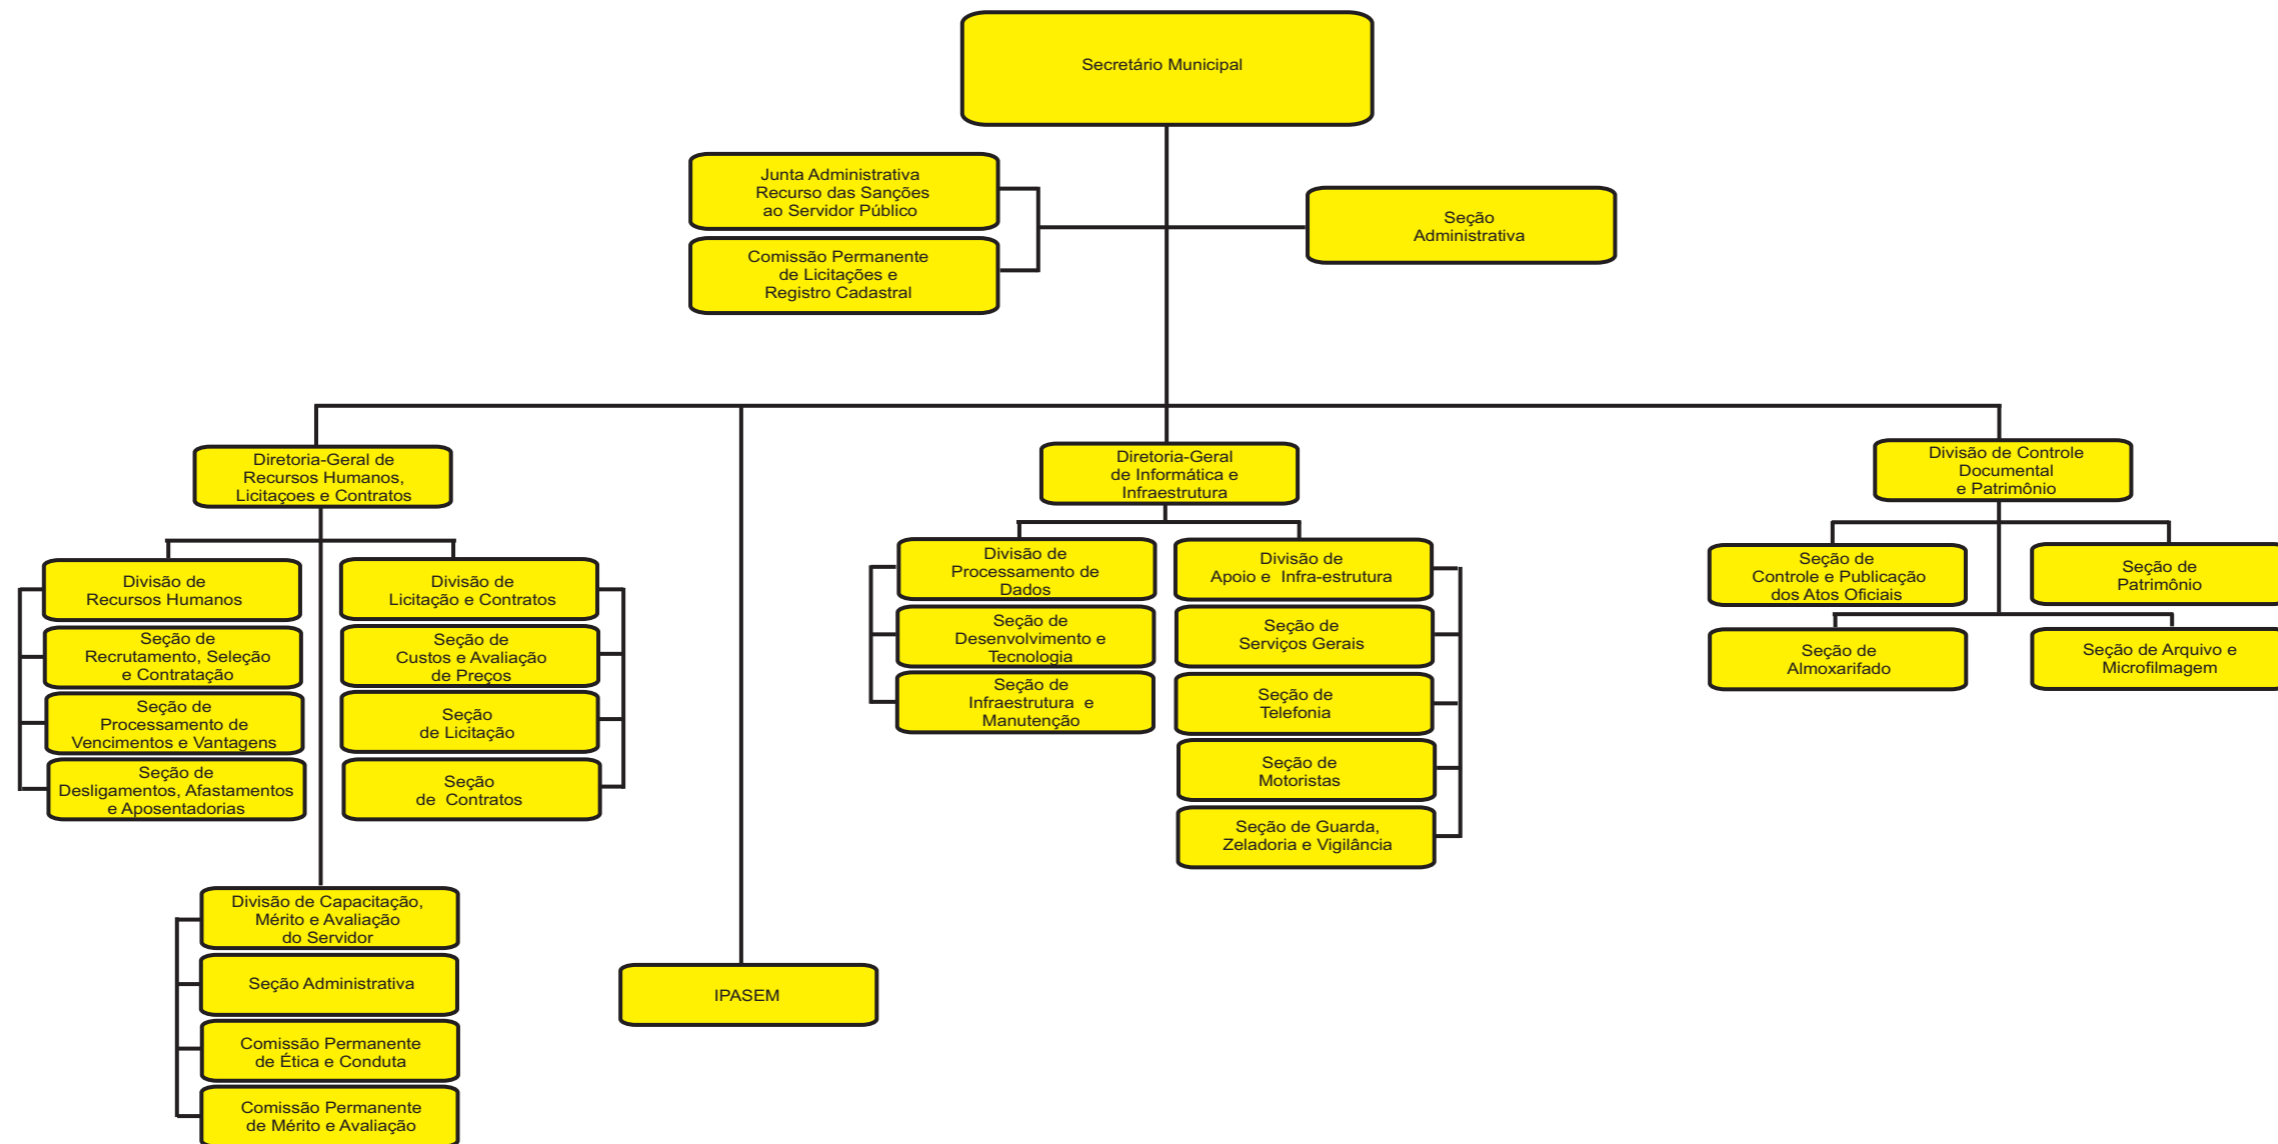 Secretário Municipal
Junta Administrativa
Recurso das Sanções
ao Servidor Público
Seção
Administrativa
Comissão Permanente
de Licitações e
Registro Cadastral
Diretoria-Geral de
Recursos Humanos,
Licitaçoes e Contratos
Divisão de
Recursos Humanos
Seção de
Recrutamento, Seleção
e Contratação
Seção de
Processamento de
Vencimentos e Vantagens
Seção de
Desligamentos, Afastamentos
e Aposentadorias
Divisão de
Licitação e Contratos
Seção de
Custos e Avaliação
de Preços
Seção
de Licitação
Seção
de Contratos
Divisão de Capacitação,
Mérito e Avaliação
do Servidor
Seção Administrativa
Comissão Permanente
de Ética e Conduta
Comissão Permanente
de Mérito e Avaliação
IPASEM
Diretoria-Geral
de Informática e
Infraestrutura
Divisão de
Processamento de
Dados
Seção de
Desenvolvimento e
Tecnologia
Seção de
Infraestrutura e
Manutenção
Divisão de
Apoio e Infra-estrutura
Seção de
Serviços Gerais
Seção de
Telefonia
Seção de
Motoristas
Seção de Guarda,
Zeladoria e Vigilância
Divisão de Controle
Documental
e Patrimônio
Seção de
Controle e Publicação
dos Atos Oficiais
Seção de
Patrimônio
Seção de
Almoxarifado
Seção de Arquivo e
Microfilmagem